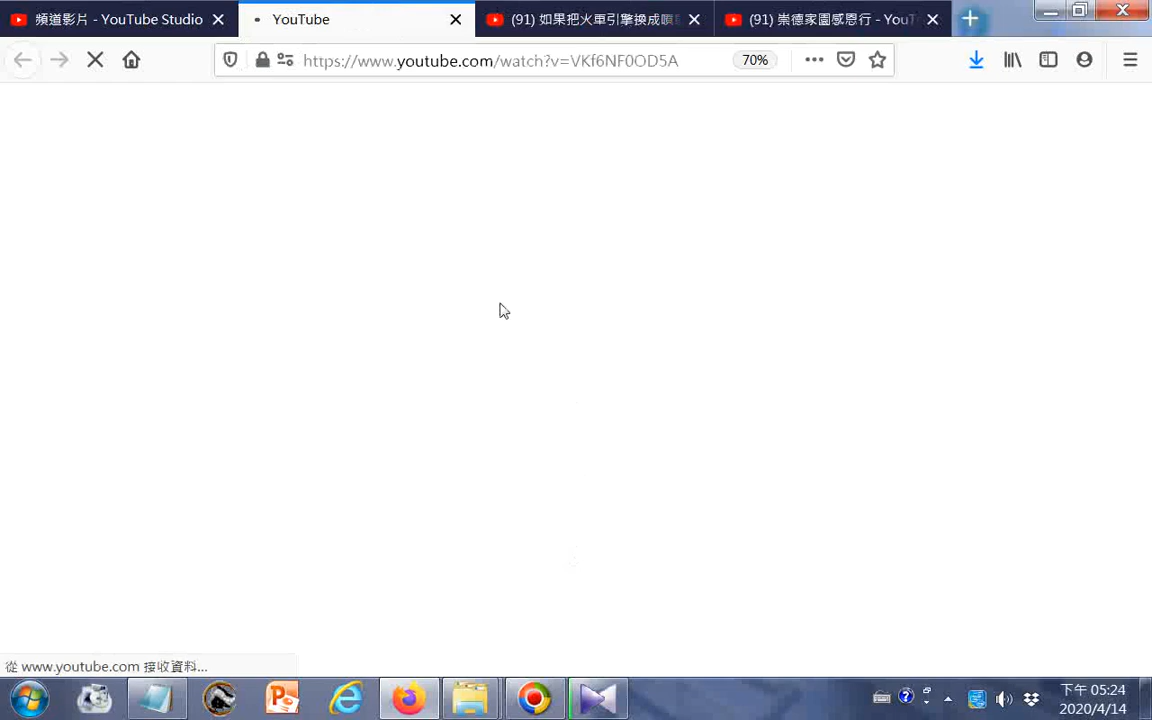 頻道影片 - YouTube Studio
YouTube
(91) 如果把火車引擎換成噴
(91) 崇德家園感恩行 - YouT
https://www.youtube.com/watch?v=VKf6NF0OD5A
70%
從 www.youtube.com 接收資料...
下午 05:24
2020/4/14